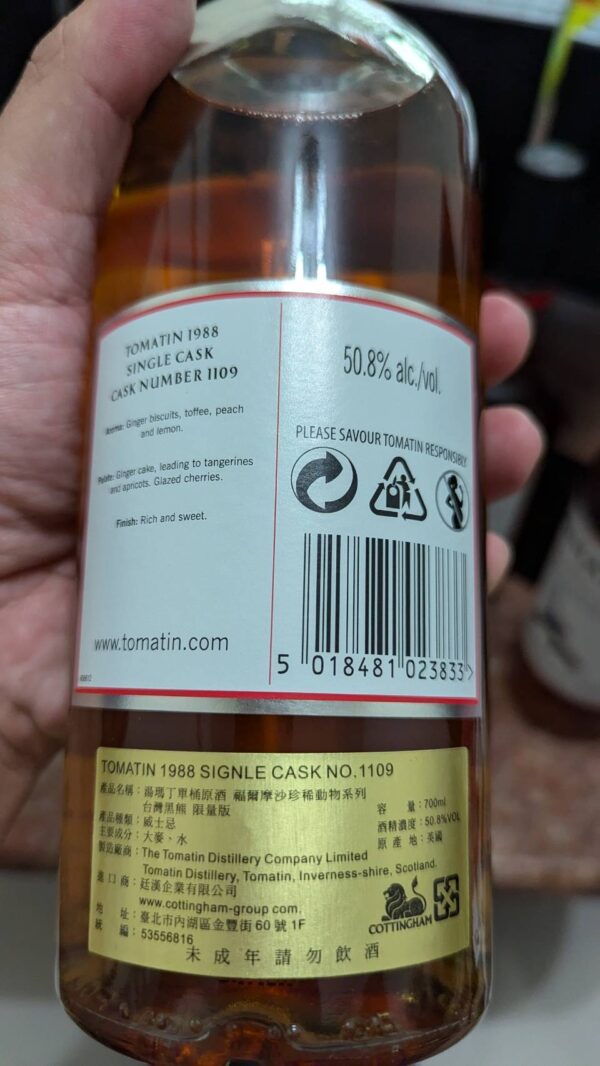 TOMATIN 1988
SINGLE CASK
CASK NUMBER 1109
Aroma: Ginger biscuits, toffee, peach
and lemon.
Palate: Ginger cake, leading to tangerines
and apricots. Glazed cherries.
Finish: Rich and sweet.
www.tomatin.com
50.8% alc./vol.
PLEASE SAVOUR TOMATIN RESPONSIBLY
5 018481 023833 >
TOMATIN 1988 SIGNLE CASK NO.1109
產品名稱：湯瑪丁單桶原酒 福爾摩沙珍稀動物系列
台灣黑熊 限量版
產品種類：威士忌
主要成分：大麥、水
容 量：700ml
酒精濃度：50.8%VOL
原 產 地：英國
製造廠商：The Tomatin Distillery Company Limited
Tomatin Distillery, Tomatin, Inverness-shire, Scotland.
進 口 商：廷漢企業有限公司
www.cottingham-group.com
地 址：臺北市內湖區金豐街60號1F
統 編：53556816
COTTINGHAM
未成年請勿飲酒